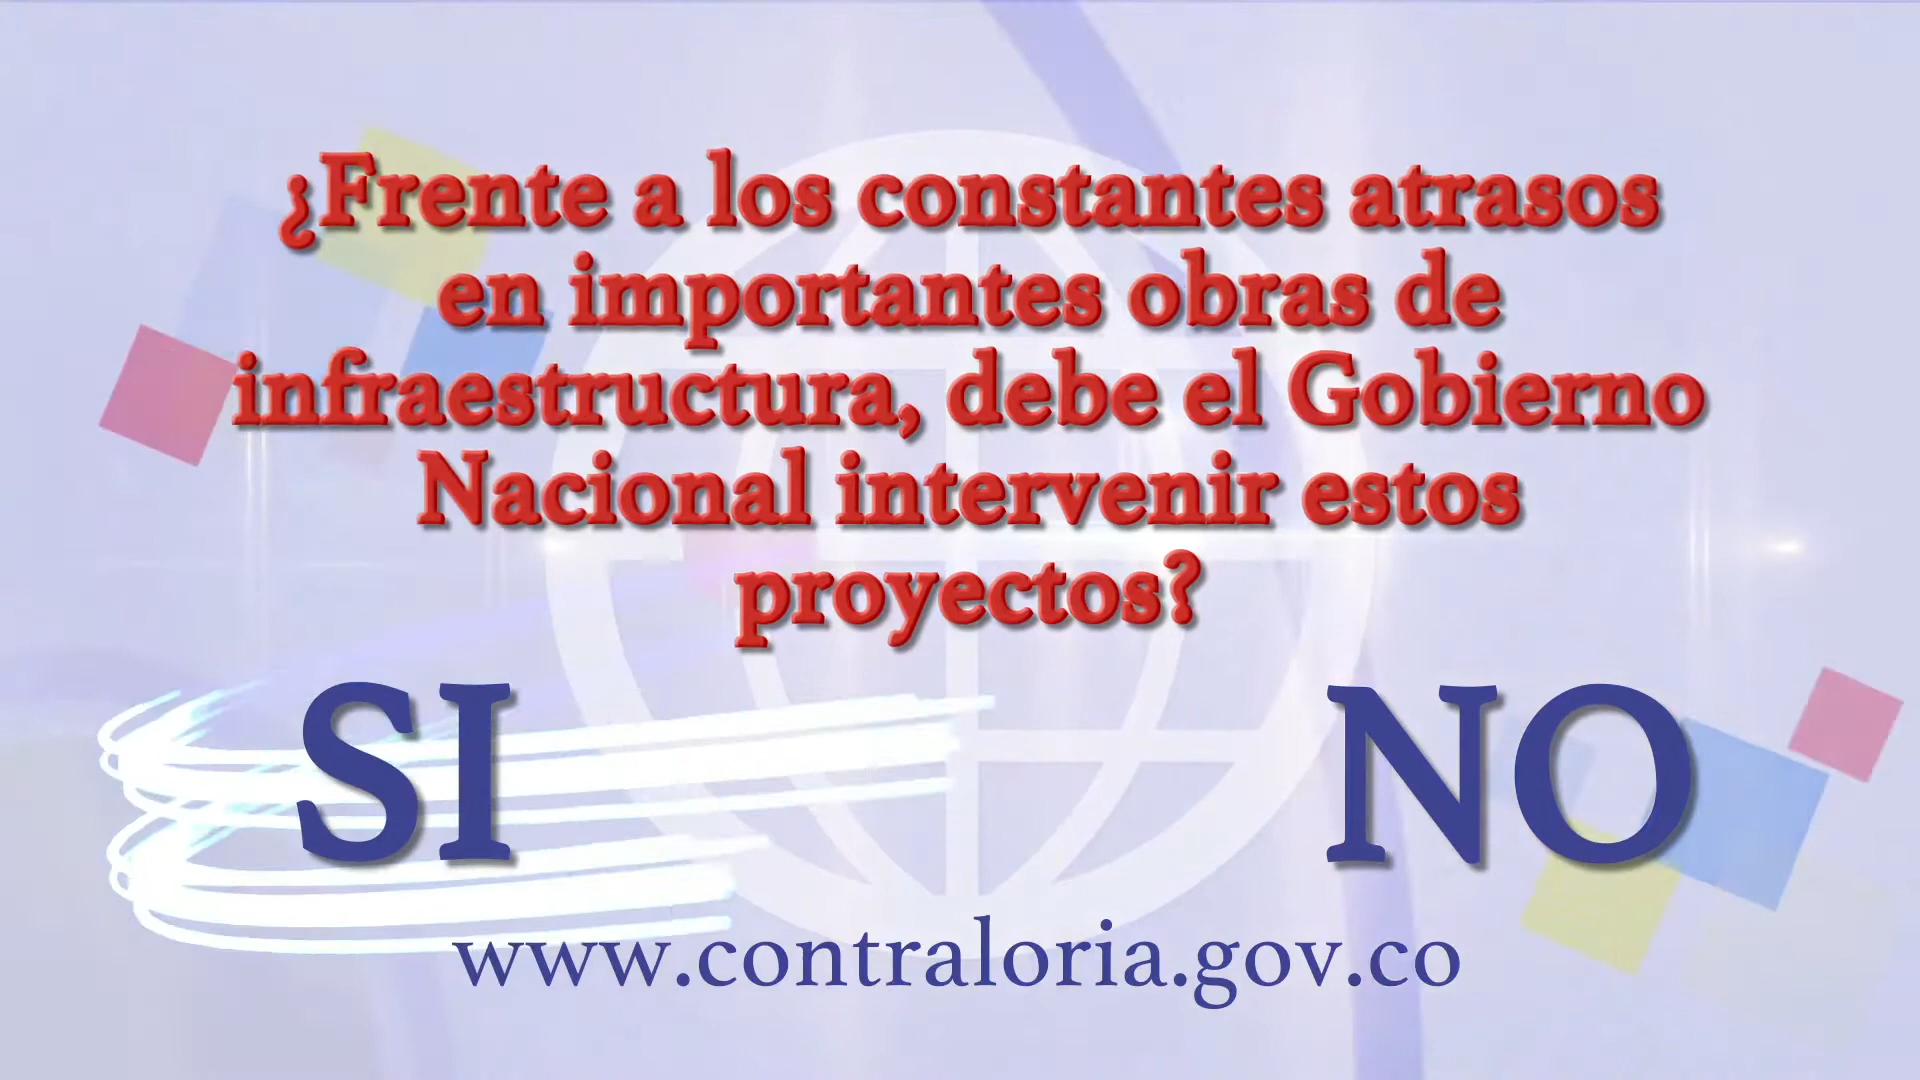 ¿Frente a los constantes atrasos
en importantes obras de
infraestructura, debe el Gobierno
Nacional intervenir estos
proyectos?
SI NO
www.contraloria.gov.co